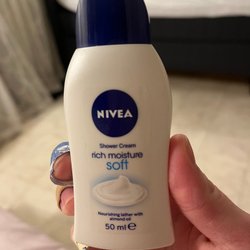 NIVEA
Shower Cream
rich moisture
soft
Nourishing lather with
almond oil
50 ml e